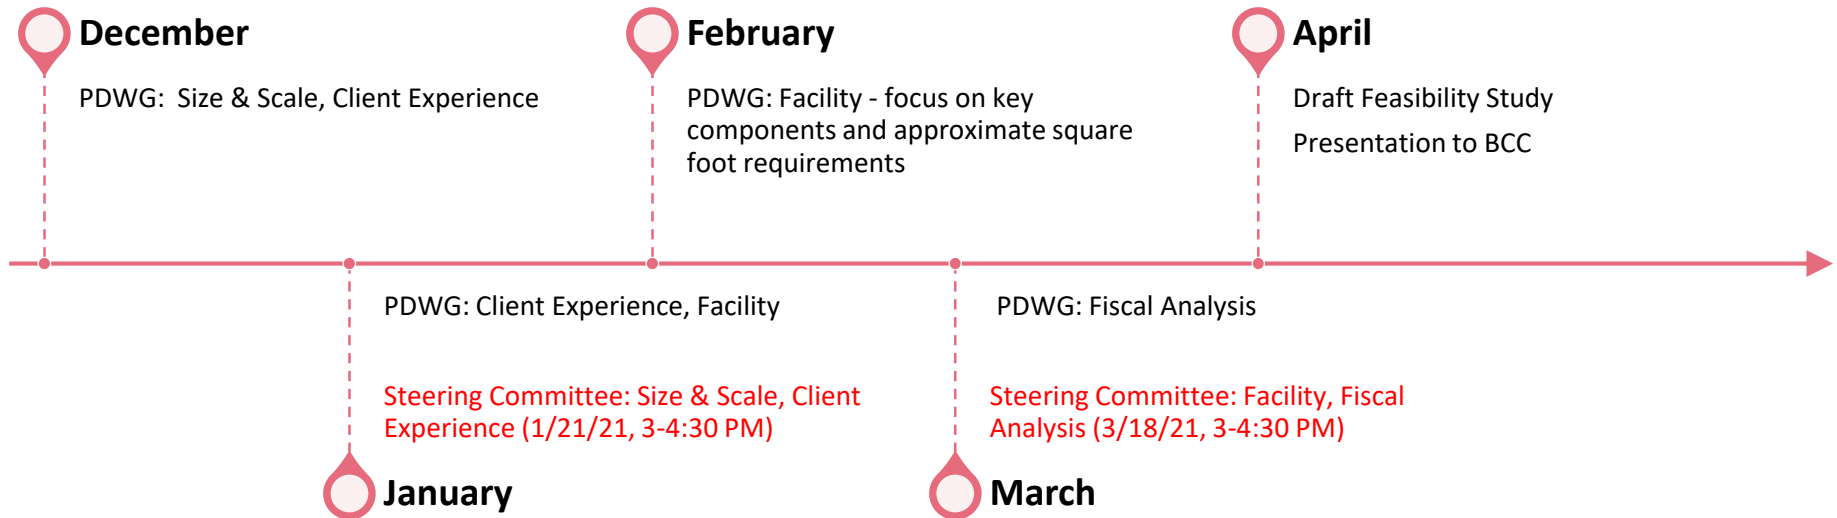 December
PDWG:  Size & Scale, Client Experience
February
PDWG: Facility - focus on key
components and approximate square
foot requirements
April
Draft Feasibility Study
Presentation to BCC
PDWG: Client Experience, Facility
Steering Committee: Size & Scale, Client
Experience (1/21/21, 3-4:30 PM)
January
PDWG: Fiscal Analysis
Steering Committee: Facility, Fiscal
Analysis (3/18/21, 3-4:30 PM)
March